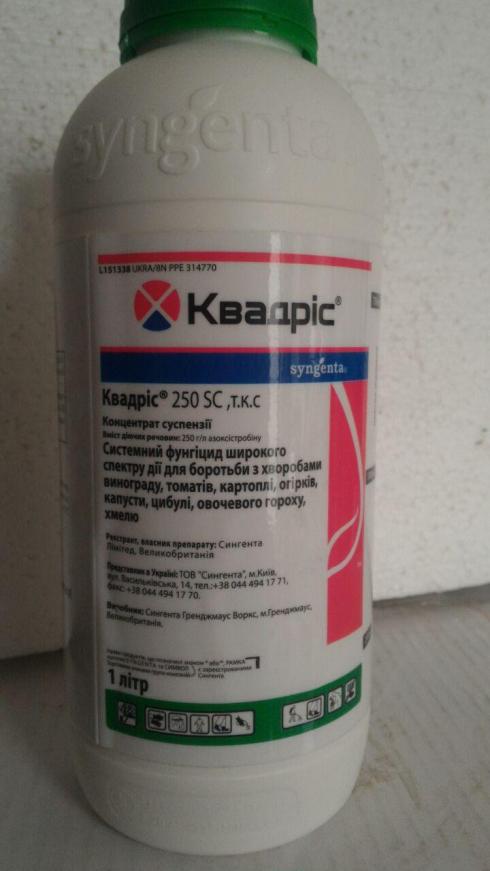 syngenta
L151338 UKRA/8N PPE 314770
Квадріс®
syngenta
Квадріс® 250 SC ,т.к.с
Концентрат суспензії
Вміст діючих речовин: 250 г/л азоксістробіну
Системний фунгіцид широкого
спектру дії для боротьби з хворобами
винограду, томатів, картоплі, огірків,
капусти, цибулі, овочевого гороху,
хмелю
Реєстрант, власник препарату: Сингента
Лімітед, Великобританія
Представник в Україні: ТОВ "Сингента", м.Київ,
вул. Васильківська, 14, тел.:+38 044 494 17 71,
факс: +38 044 494 17 70.
Виробник: Сингента Гренджмаус Воркс, м.Гренджмаус,
Великобританія.
1 літр